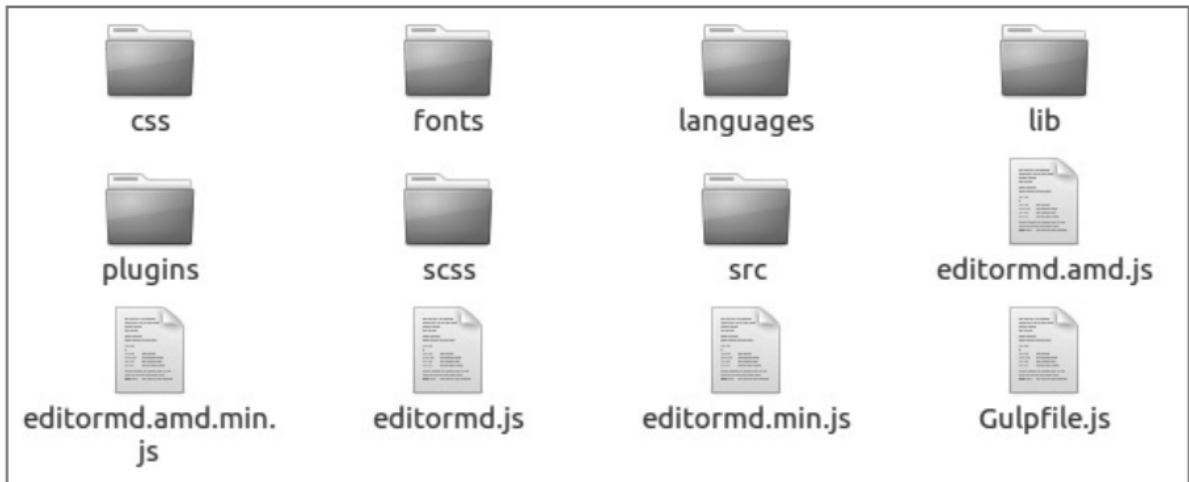 css
fonts
languages
lib
plugins
scss
src
editormd.amd.js
editormd.amd.min.
js
editormd.js
editormd.min.js
Gulpfile.js